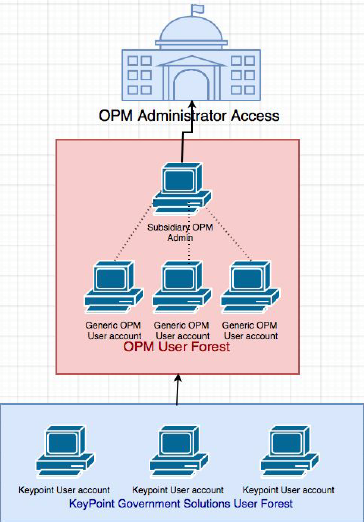 OPM Administrator Access
Subsidiary OPM
Admin
Generic OPM
User account
Generic OPM
User account
Generic OPM
User account
OPM User Forest
Keypoint User account
Keypoint User account
Keypoint User account
KeyPoint Government Solutions User Forest